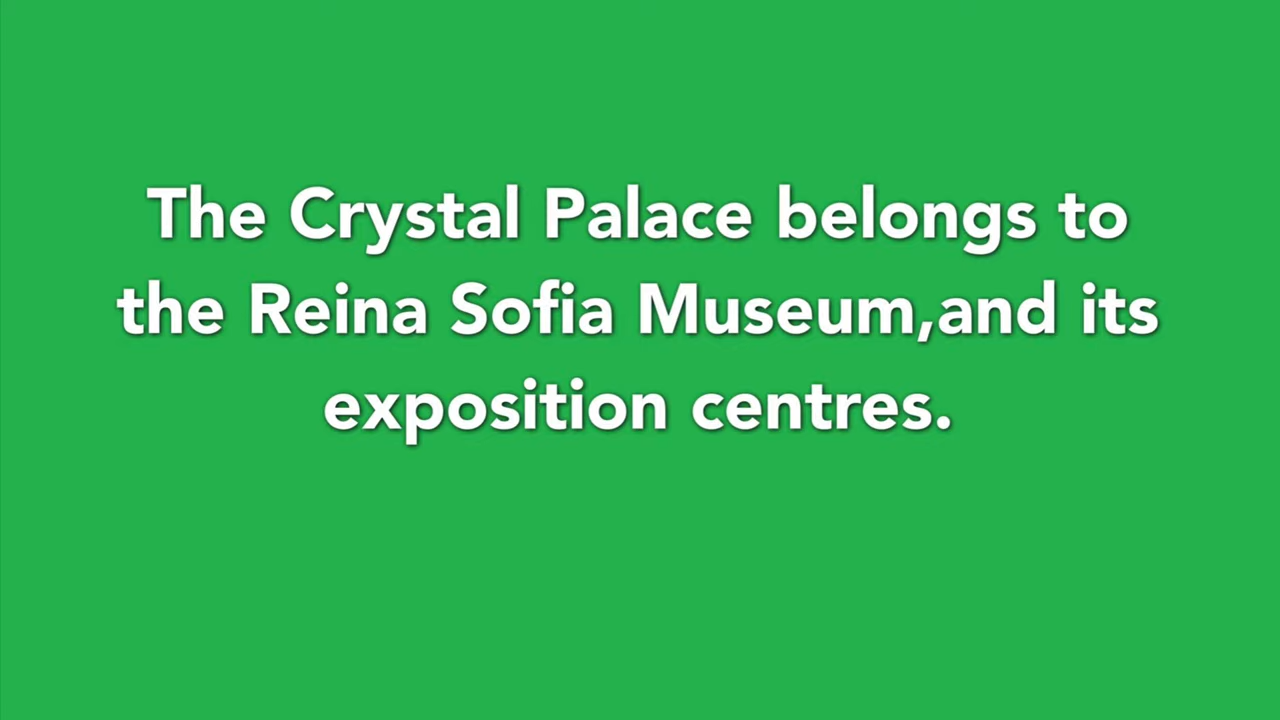 The Crystal Palace belongs to
the Reina Sofia Museum,and its
exposition centres.